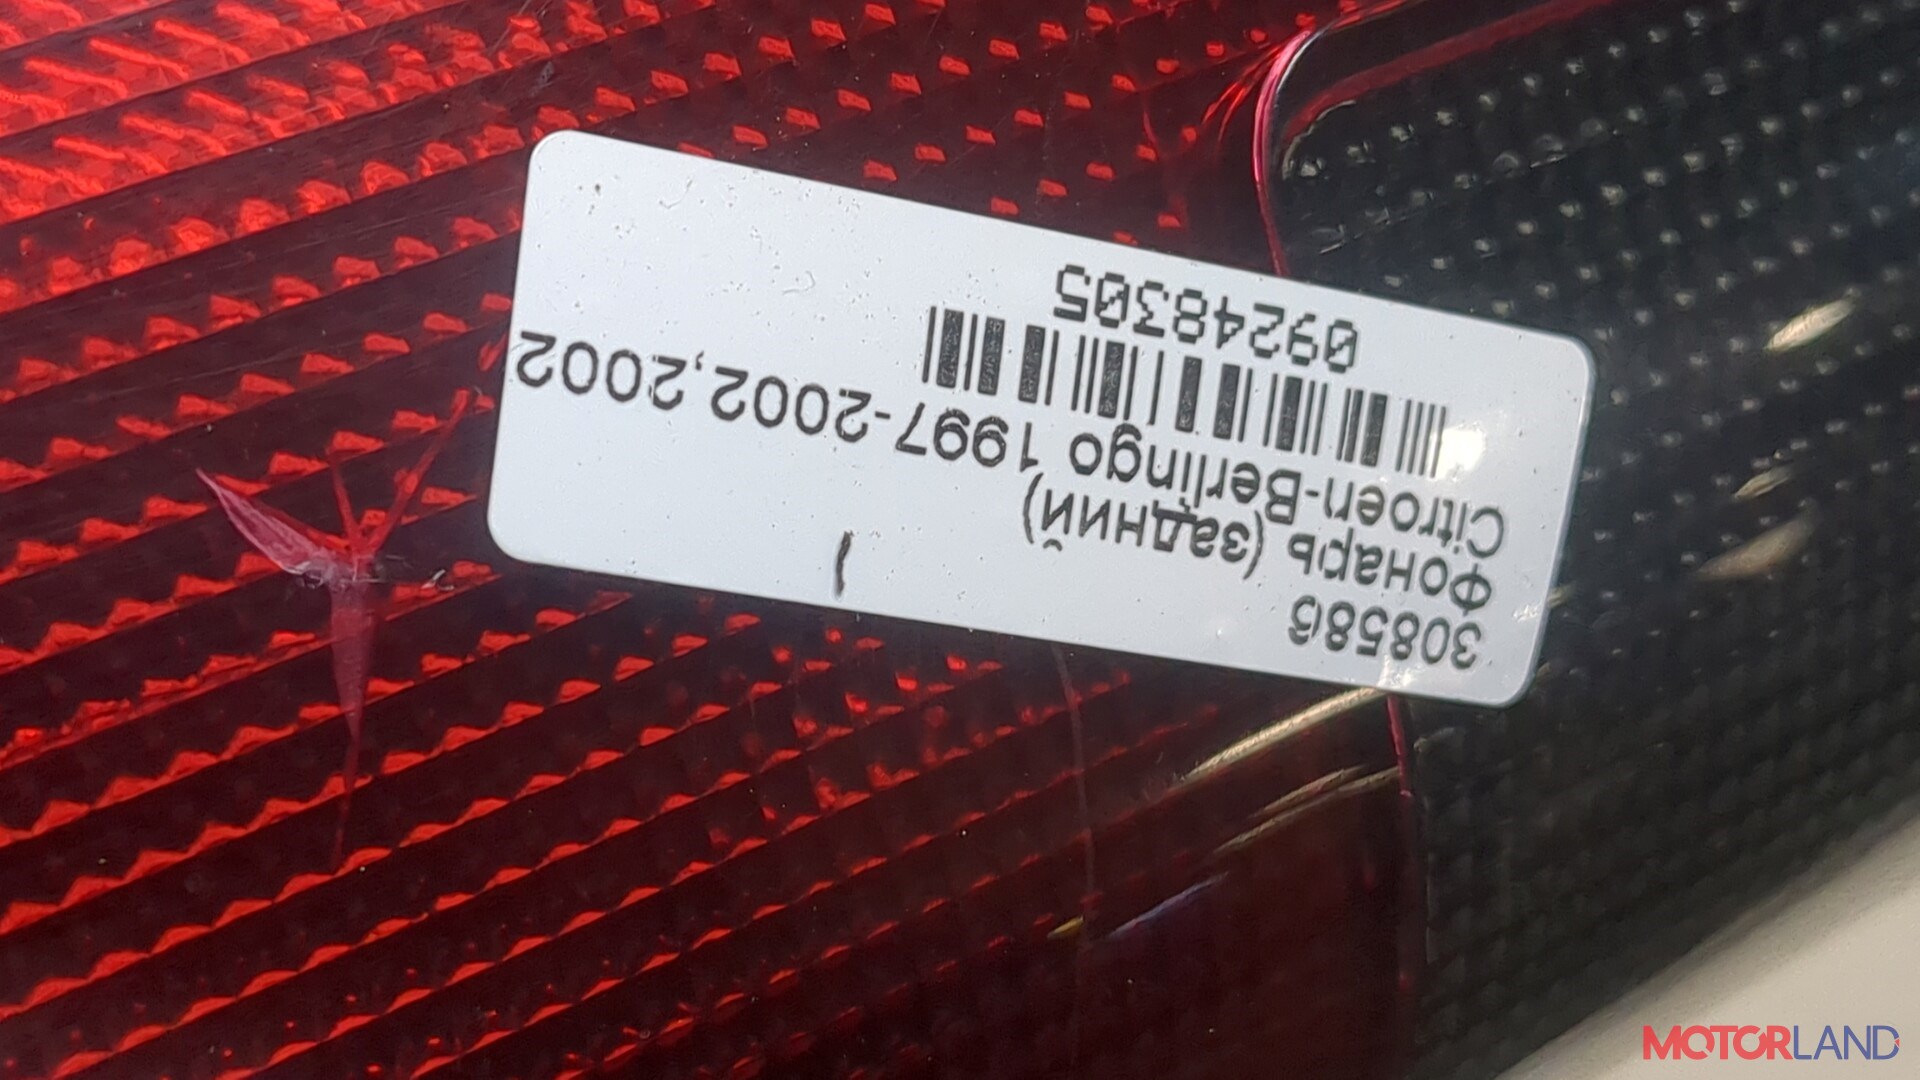 308586
Фонарь (задний)
Citroen-Berlingo 1997-2002,2002
09248305
MOTORLAND